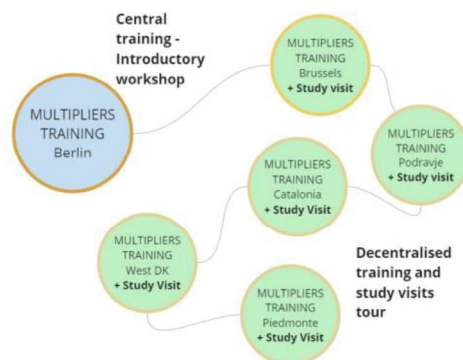 Central
training -
Introductory
workshop
MULTIPLIERS
TRAINING
Brussels
+ Study visit
MULTIPLIERS
TRAINING
Berlin
MULTIPLIERS
TRAINING
Podravje
+ Study visit
MULTIPLIERS
TRAINING
Catalonia
+ Study Visit
MULTIPLIERS
TRAINING
West DK
+ Study Visit
Decentralised
training and
study visits
tour
MULTIPLIERS
TRAINING
Piedmonte
+ Study Visit